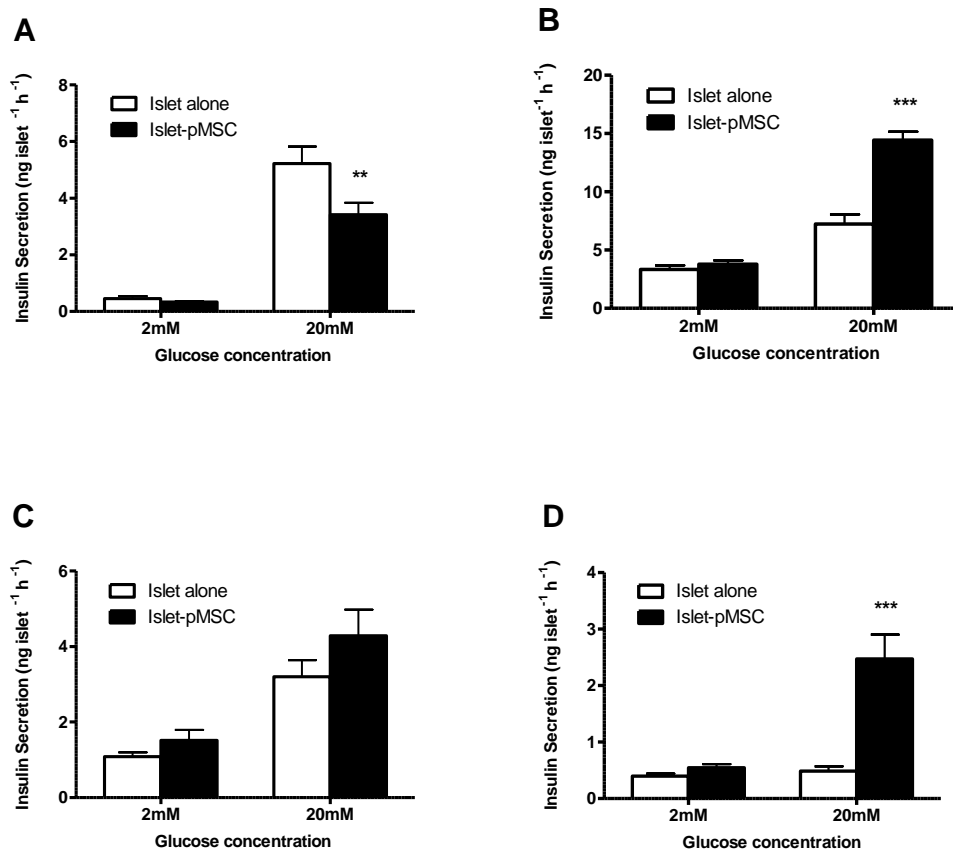 A
Insulin Secretion (ng islet⁻¹ h⁻¹)
8
6
4
2
0
Islet alone
Islet-pMSC
**
2mM
20mM
Glucose concentration
B
Insulin Secretion (ng islet⁻¹ h⁻¹)
20
15
10
5
0
Islet alone
Islet-pMSC
***
2mM
20mM
Glucose concentration
C
Insulin Secretion (ng islet⁻¹ h⁻¹)
6
4
2
0
Islet alone
Islet-pMSC
2mM
20mM
Glucose concentration
D
Insulin Secretion (ng islet⁻¹ h⁻¹)
4
3
2
1
0
Islet alone
Islet-pMSC
***
2mM
20mM
Glucose concentration